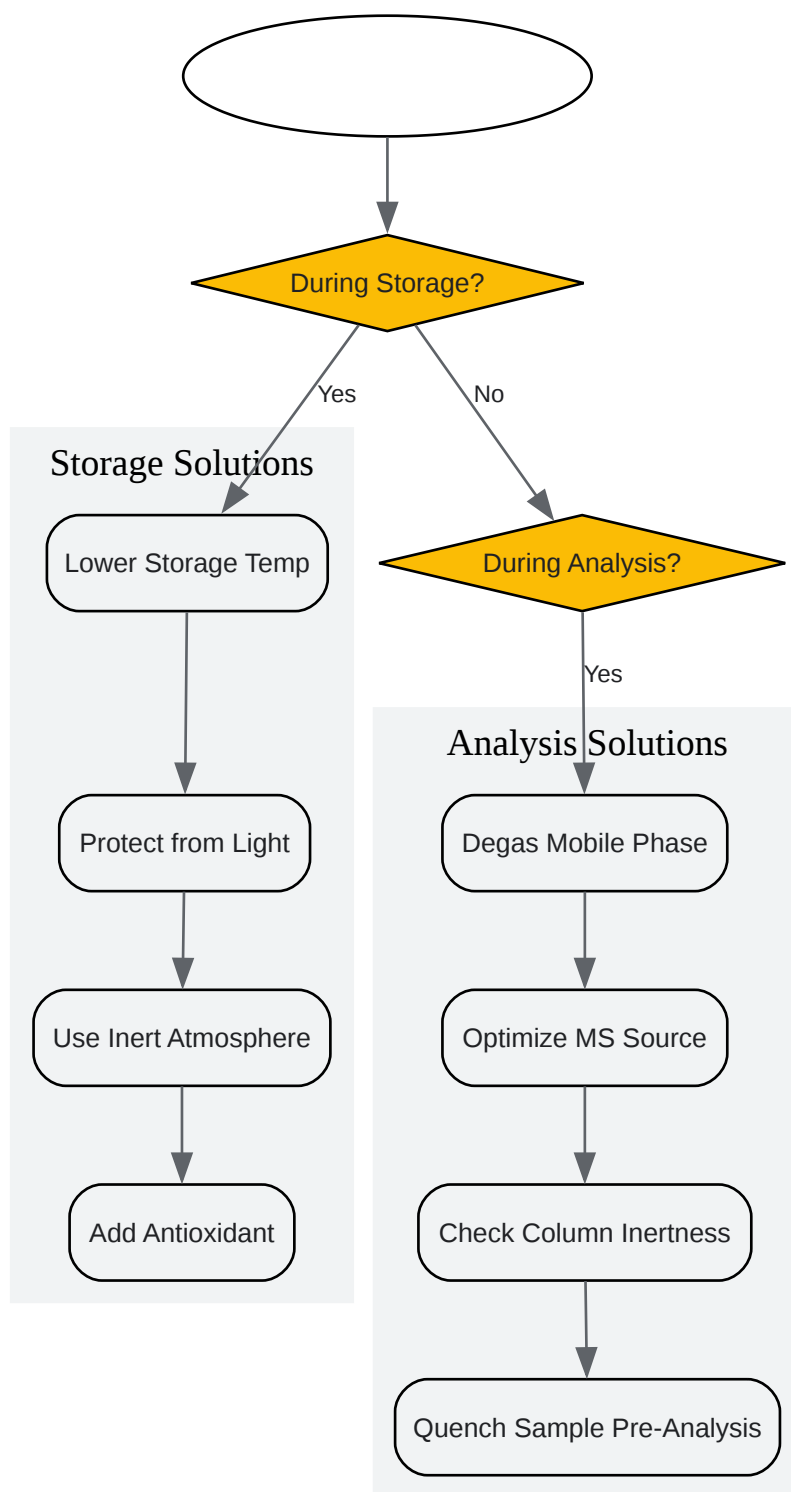 During Storage?
Yes
No
Storage Solutions
Lower Storage Temp
Protect from Light
Use Inert Atmosphere
Add Antioxidant
During Analysis?
Yes
Analysis Solutions
Degas Mobile Phase
Optimize MS Source
Check Column Inertness
Quench Sample Pre-Analysis